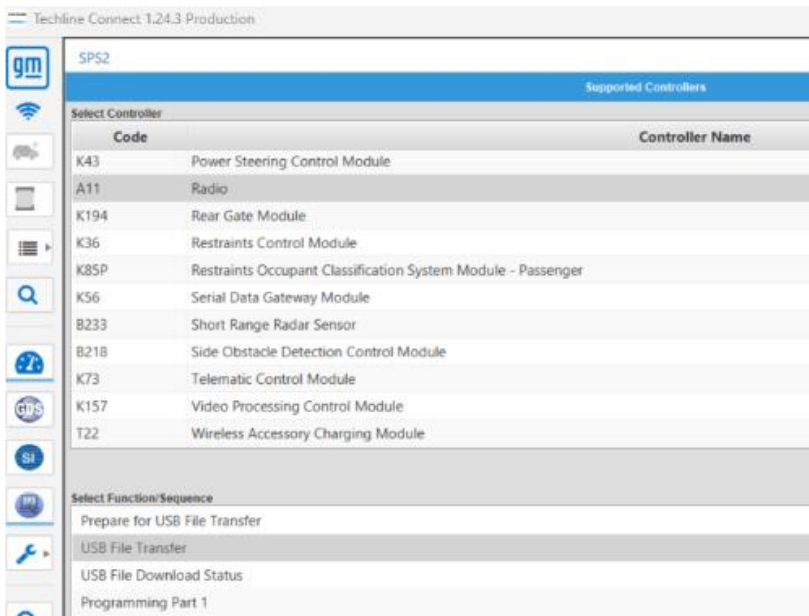 Techline Connect 1.24.3 Production
gm
SPS2
Supported Controllers
Select Controller
Code Controller Name
K43 Power Steering Control Module
A11 Radio
K194 Rear Gate Module
K36 Restraints Control Module
K85P Restraints Occupant Classification System Module - Passenger
K56 Serial Data Gateway Module
B233 Short Range Radar Sensor
B218 Side Obstacle Detection Control Module
K73 Telematic Control Module
K157 Video Processing Control Module
T22 Wireless Accessory Charging Module
GDS
SI
Select Function/Sequence
Prepare for USB File Transfer
USB File Transfer
USB File Download Status
Programming Part 1